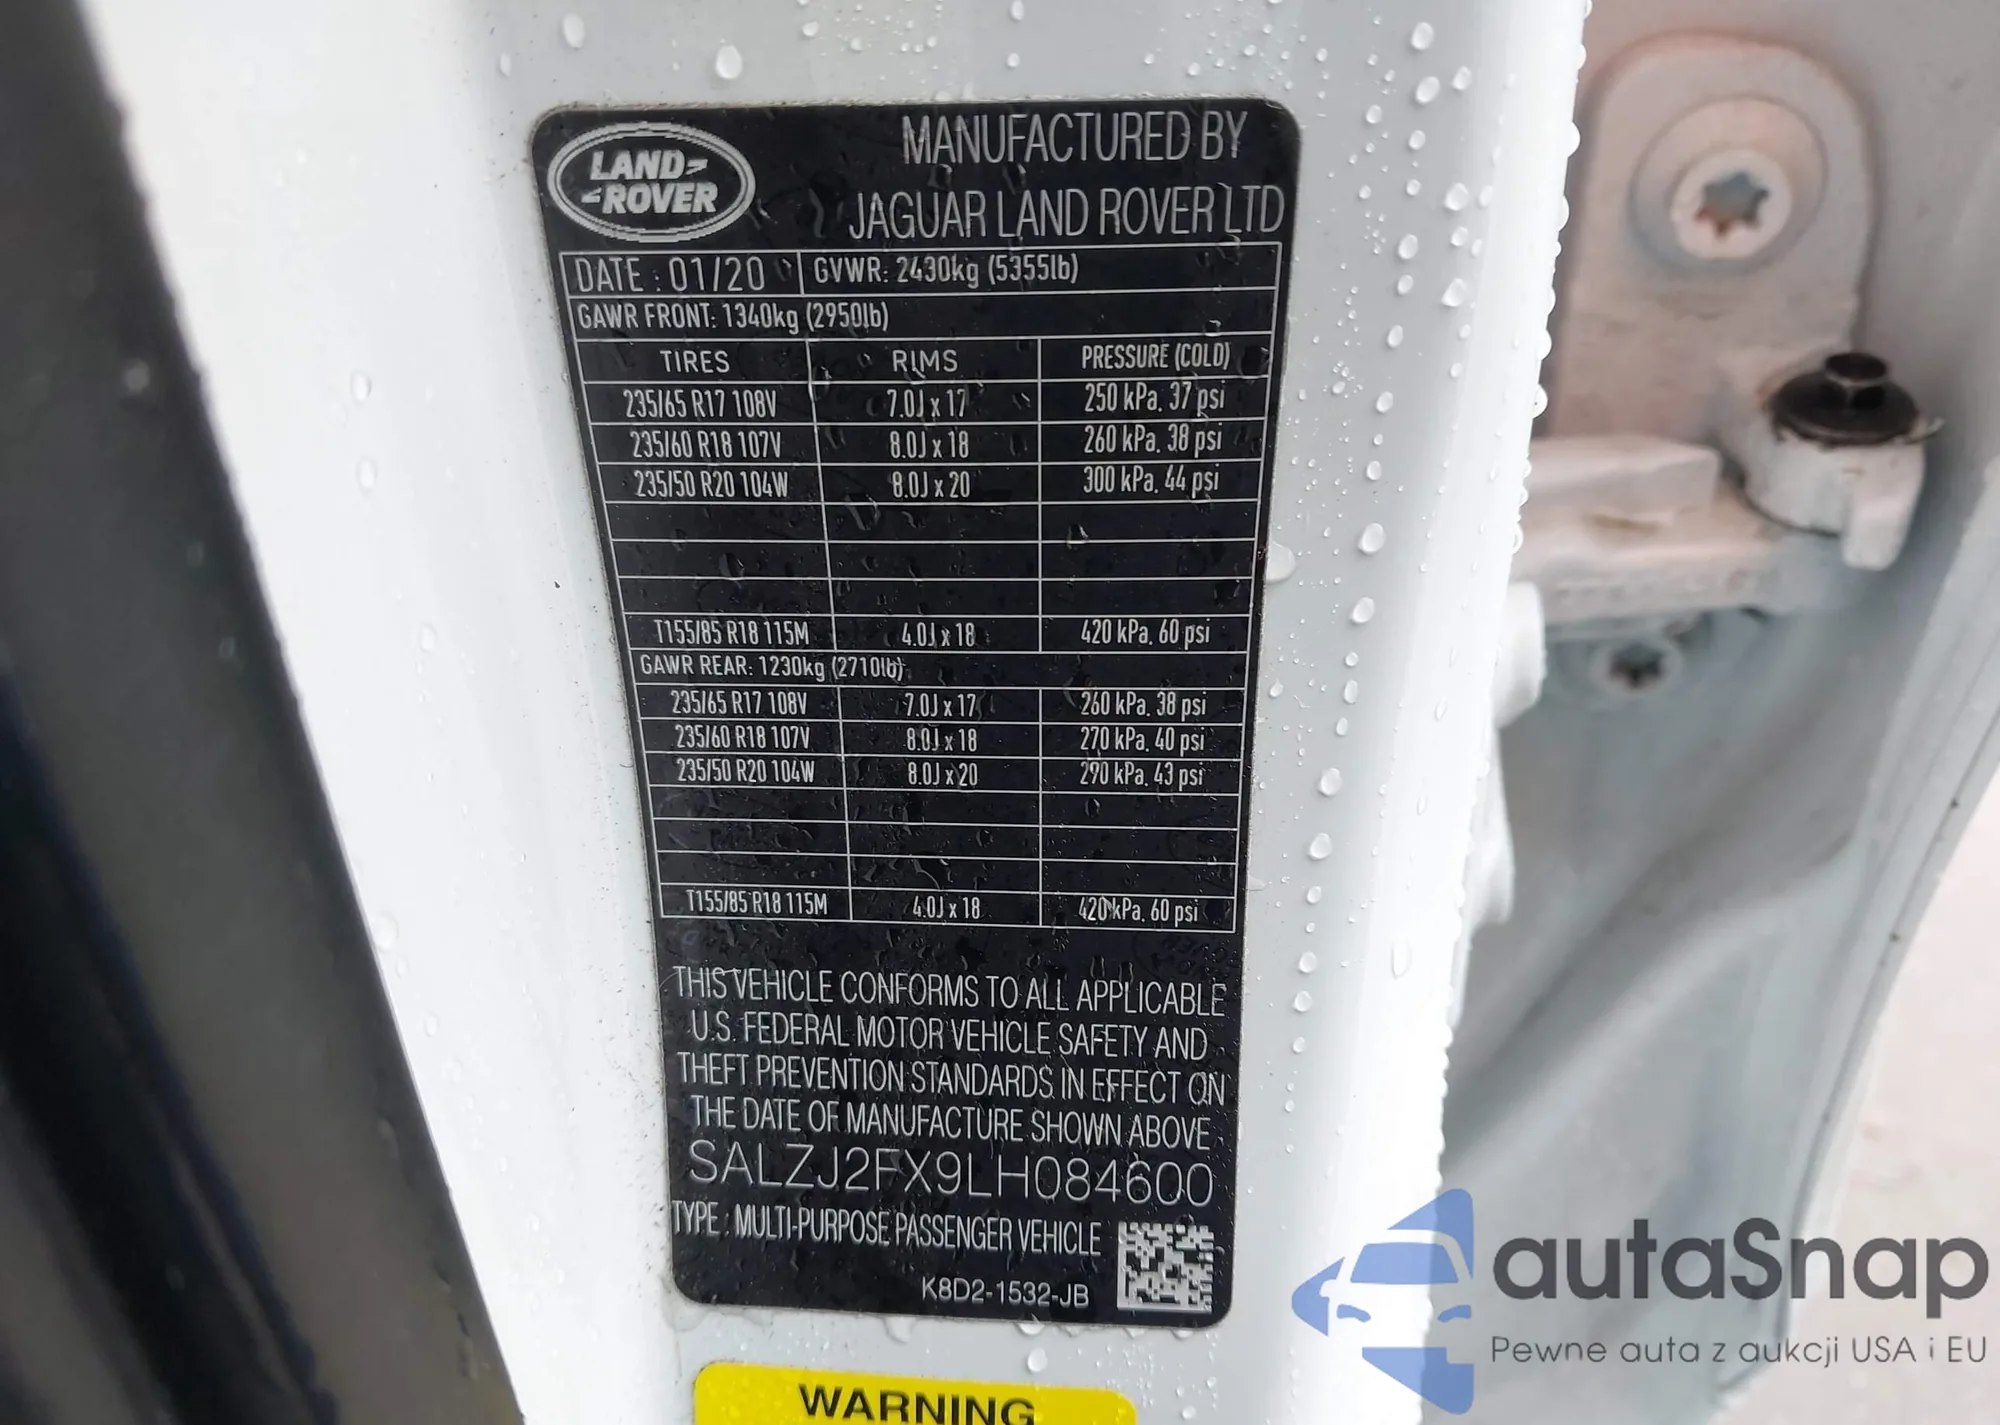 LAND-
-ROVER
MANUFACTURED BY
JAGUAR LAND ROVER LTD
DATE : 01/20 GVWR: 2430kg (5355lb)
GAWR FRONT: 1340kg (2950lb)
TIRES RIMS PRESSURE (COLD)
235/65 R17 108V 7.0J x 17 250 kPa. 37 psi
235/60 R18 107V 8.0J x 18 260 kPa. 38 psi
235/50 R20 104W 8.0J x 20 300 kPa. 44 psi
T155/85 R18 115M 4.0J x 18 420 kPa. 60 psi
GAWR REAR: 1230kg (2710lb)
235/65 R17 108V 7.0J x 17 260 kPa. 38 psi
235/60 R18 107V 8.0J x 18 270 kPa. 40 psi
235/50 R20 104W 8.0J x 20 290 kPa. 43 psi
T155/85 R18 115M 4.0J x 18 420 kPa. 60 psi
THIS VEHICLE CONFORMS TO ALL APPLICABLE
U.S. FEDERAL MOTOR VEHICLE SAFETY AND
THEFT PREVENTION STANDARDS IN EFFECT ON
THE DATE OF MANUFACTURE SHOWN ABOVE
SALZJ2FX9LH084600
TYPE : MULTI-PURPOSE PASSENGER VEHICLE
K8D2-1532-JB
WARNING
autaSnap
Pewne auta z aukcji USA i EU